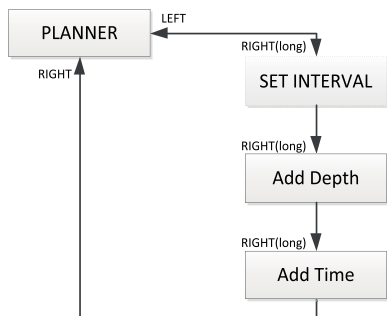 LEFT
PLANNER
RIGHT(long)
RIGHT
SET INTERVAL
RIGHT(long)
Add Depth
RIGHT(long)
Add Time